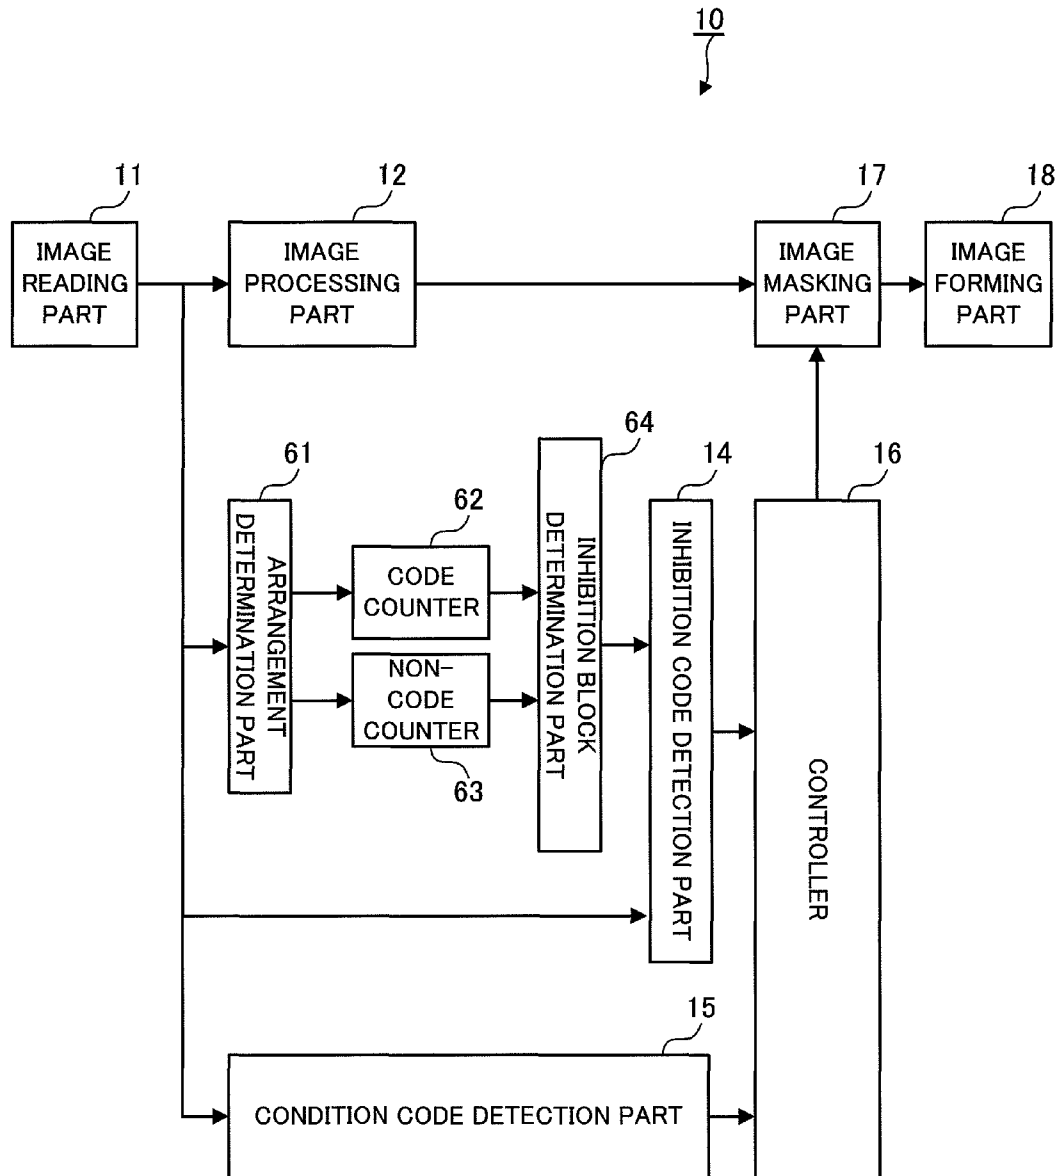 10
11
12
17
18
IMAGE
READING
PART
IMAGE
PROCESSING
PART
IMAGE
MASKING
PART
IMAGE
FORMING
PART
61
62
64
14
16
ARRANGEMENT
DETERMINATION PART
CODE
COUNTER
NON-
CODE
COUNTER
63
INHIBITION BLOCK
DETERMINATION PART
INHIBITION CODE DETECTION PART
CONTROLLER
15
CONDITION CODE DETECTION PART